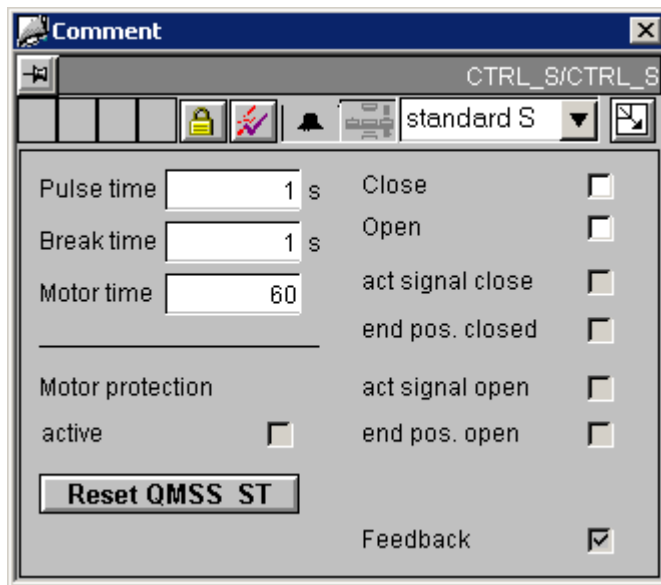 Comment
CTRL_S/CTRL_S
standard S
Pulse time 1 s
Break time 1 s
Motor time 60
Motor protection
active
Reset QMSS_ST
Close
Open
act signal close
end pos. closed
act signal open
end pos. open
Feedback